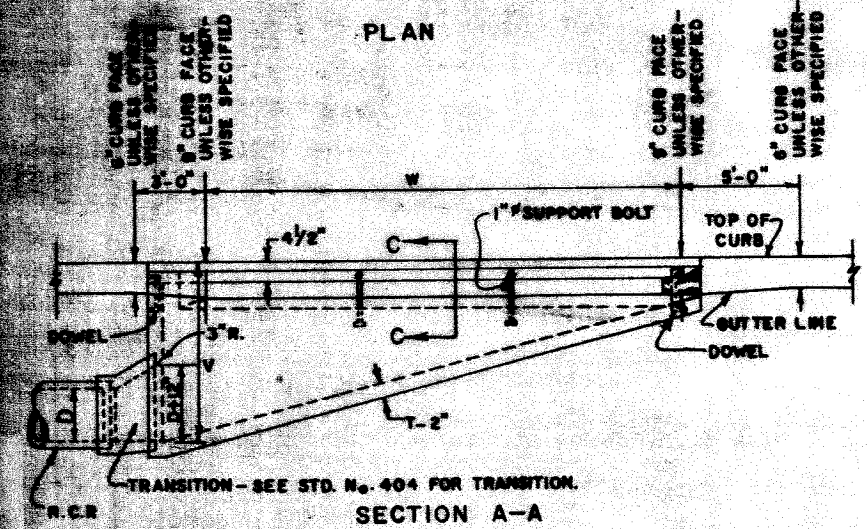 PLAN
6" CURB FACE
UNLESS OTHER-
WISE SPECIFIED
9" CURB FACE
UNLESS OTHER-
WISE SPECIFIED
9" CURB FACE
UNLESS OTHER-
WISE SPECIFIED
6" CURB FACE
UNLESS OTHER-
WISE SPECIFIED
3'-0"
W
5'-0"
4 1/2"
C
1"ø SUPPORT BOLT
TOP OF
CURB
DOWEL
3" R.
C
GUTTER LINE
DOWEL
V
D
T-2"
TRANSITION - SEE STD. No. 404 FOR TRANSITION.
R.C.P.
SECTION A-A